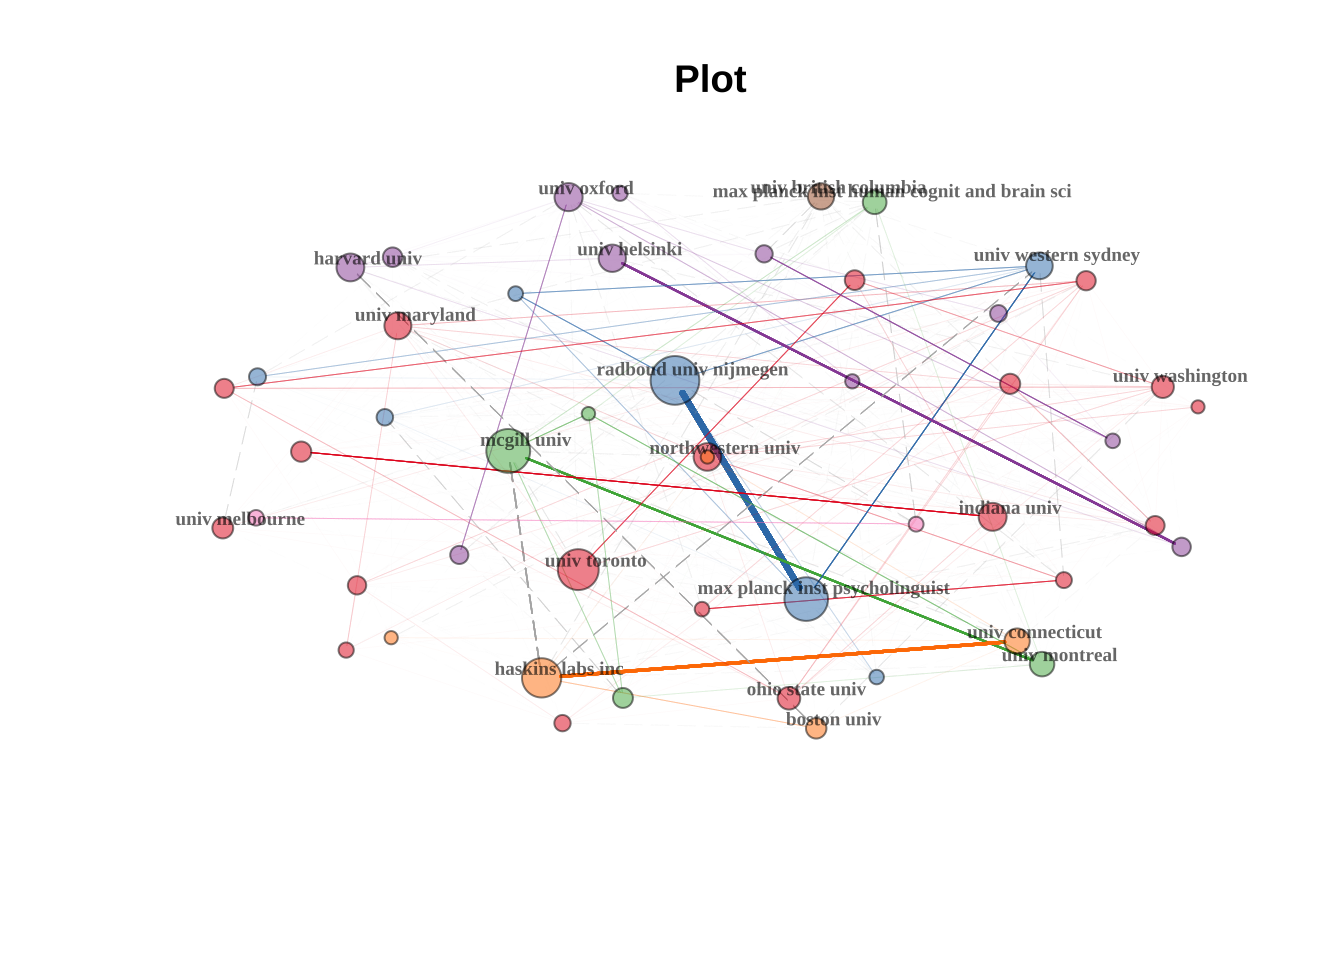 Plot
univ oxford
univ british columbia
max planck inst human cognit and brain sci
harvard univ
univ helsinki
univ western sydney
univ maryland
radboud univ nijmegen
univ washington
mcgill univ
northwestern univ
univ melbourne
indiana univ
univ toronto
max planck inst psycholinguist
univ connecticut
univ montreal
haskins labs inc
ohio state univ
boston univ